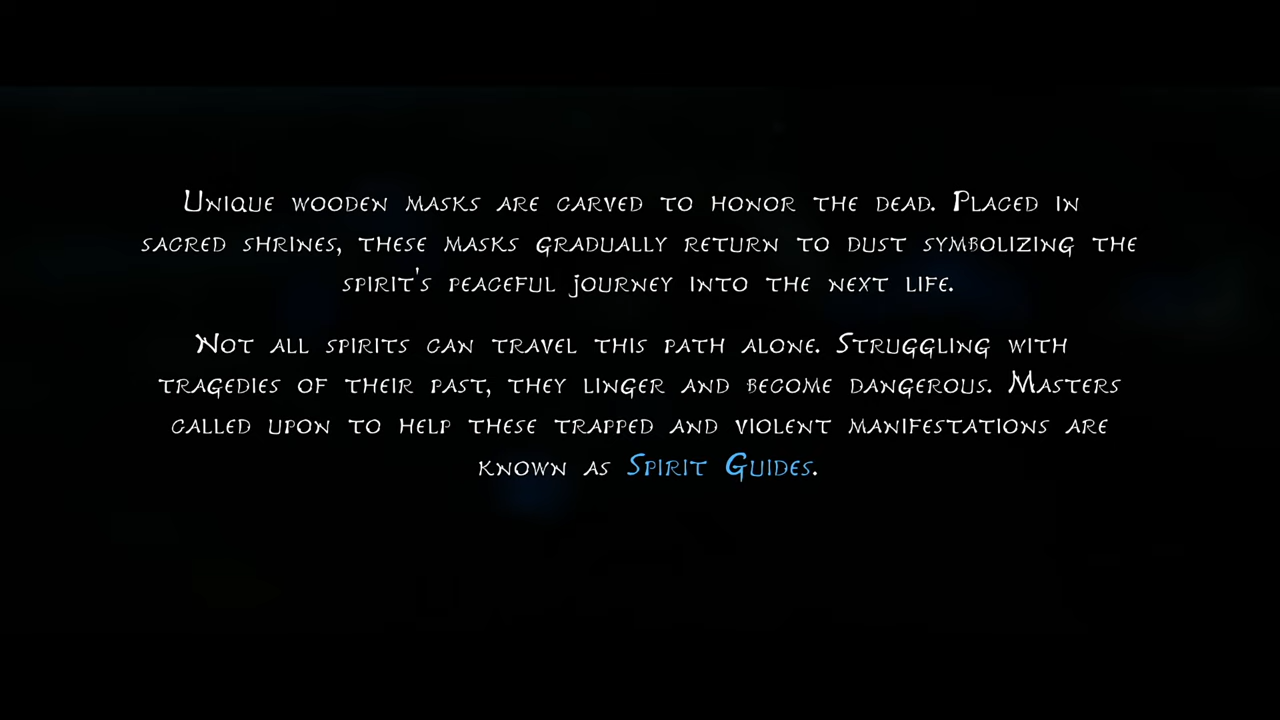 Unique wooden masks are carved to honor the dead. Placed in
sacred shrines, these masks gradually return to dust symbolizing the
spirit's peaceful journey into the next life.
Not all spirits can travel this path alone. Struggling with
tragedies of their past, they linger and become dangerous. Masters
called upon to help these trapped and violent manifestations are
known as Spirit Guides.